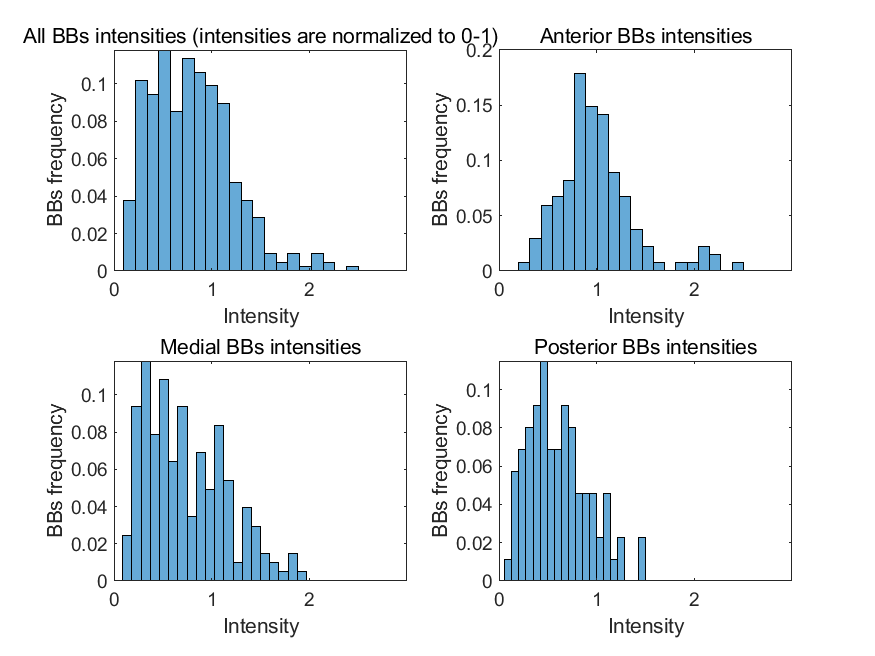 All BBs intensities (intensities are normalized to 0-1)
BBs frequency
0.1
0.08
0.06
0.04
0.02
0
0
1
2
Intensity
Anterior BBs intensities
BBs frequency
0.2
0.15
0.1
0.05
0
0
1
2
Intensity
Medial BBs intensities
BBs frequency
0.1
0.08
0.06
0.04
0.02
0
0
1
2
Intensity
Posterior BBs intensities
BBs frequency
0.1
0.08
0.06
0.04
0.02
0
0
1
2
Intensity